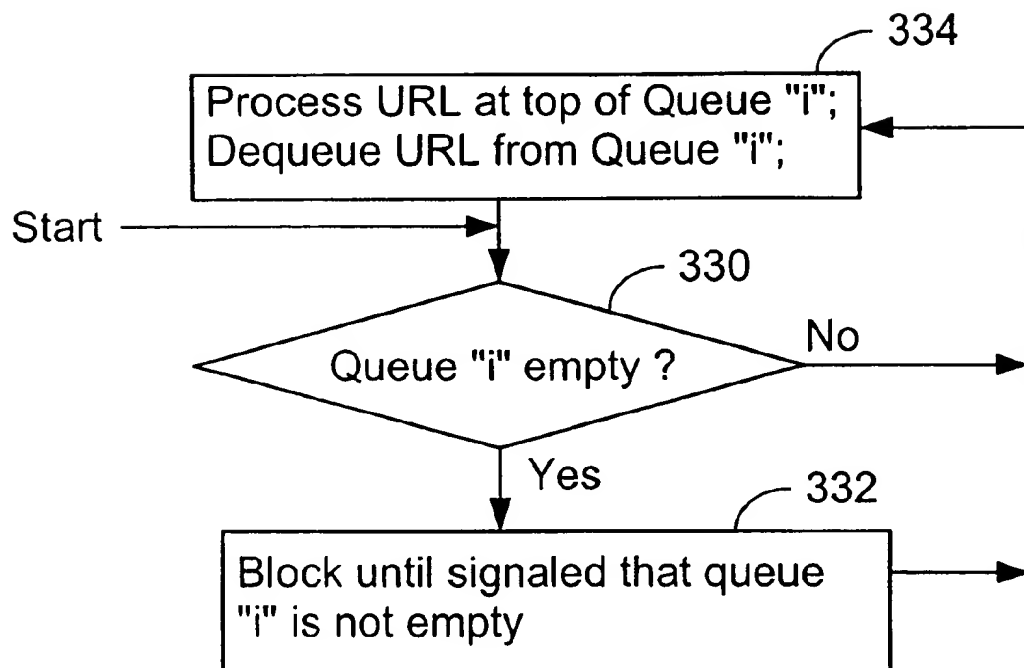 334
Process URL at top of Queue "i";
Dequeue URL from Queue "i";
Start
330
Queue "i" empty ?
No
Yes
332
Block until signaled that queue
"i" is not empty